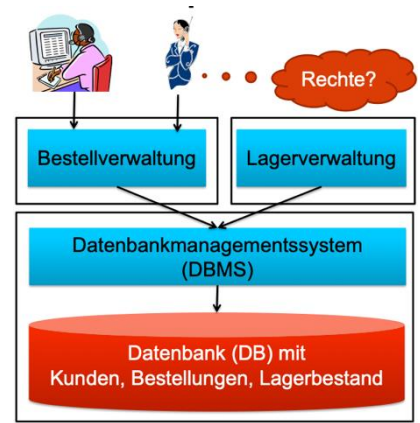 Rechte?
Bestellverwaltung
Lagerverwaltung
Datenbankmanagementssystem
(DBMS)
Datenbank (DB) mit
Kunden, Bestellungen, Lagerbestand